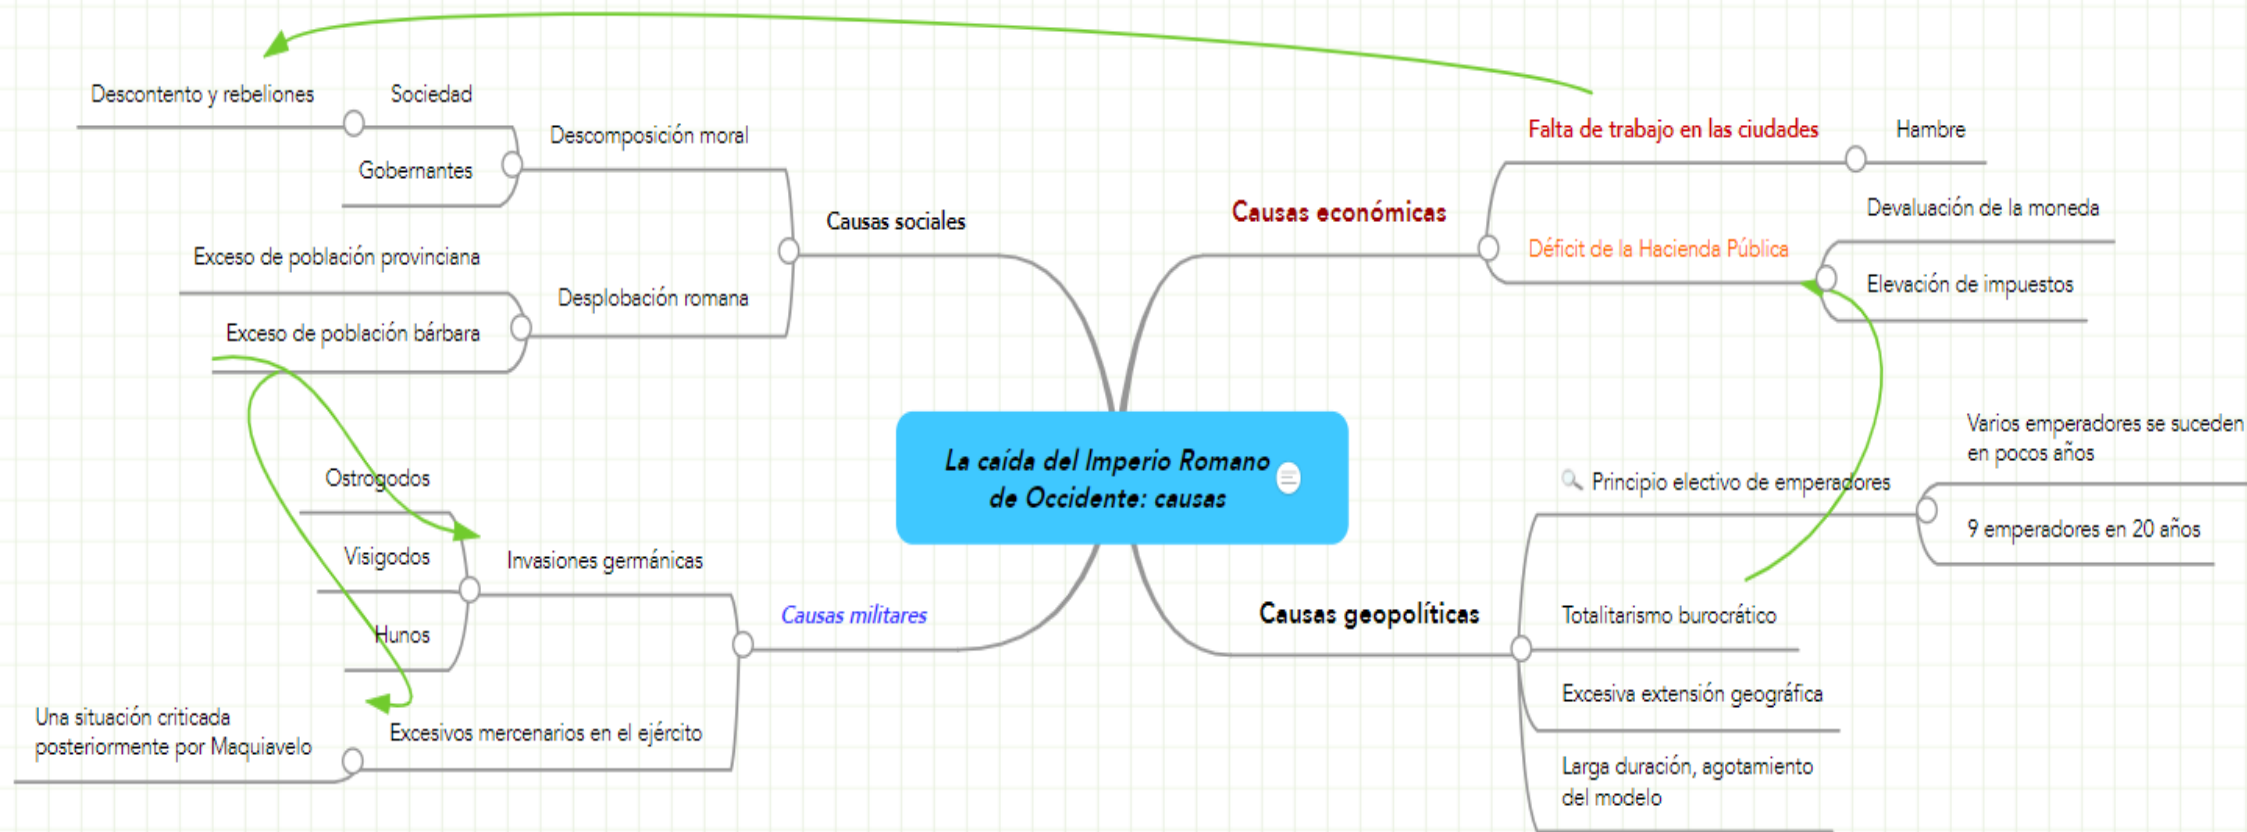 La caída del Imperio Romano
de Occidente: causas
Causas sociales
Descomposición moral
Sociedad
Descontento y rebeliones
Gobernantes
Desplobación romana
Exceso de población provinciana
Exceso de población bárbara
Causas militares
Invasiones germánicas
Ostrogodos
Visigodos
Hunos
Excesivos mercenarios en el ejército
Una situación criticada
posteriormente por Maquiavelo
Causas económicas
Falta de trabajo en las ciudades
Hambre
Déficit de la Hacienda Pública
Devaluación de la moneda
Elevación de impuestos
Causas geopolíticas
Principio electivo de emperadores
Varios emperadores se suceden
en pocos años
9 emperadores en 20 años
Totalitarismo burocrático
Excesiva extensión geográfica
Larga duración, agotamiento
del modelo